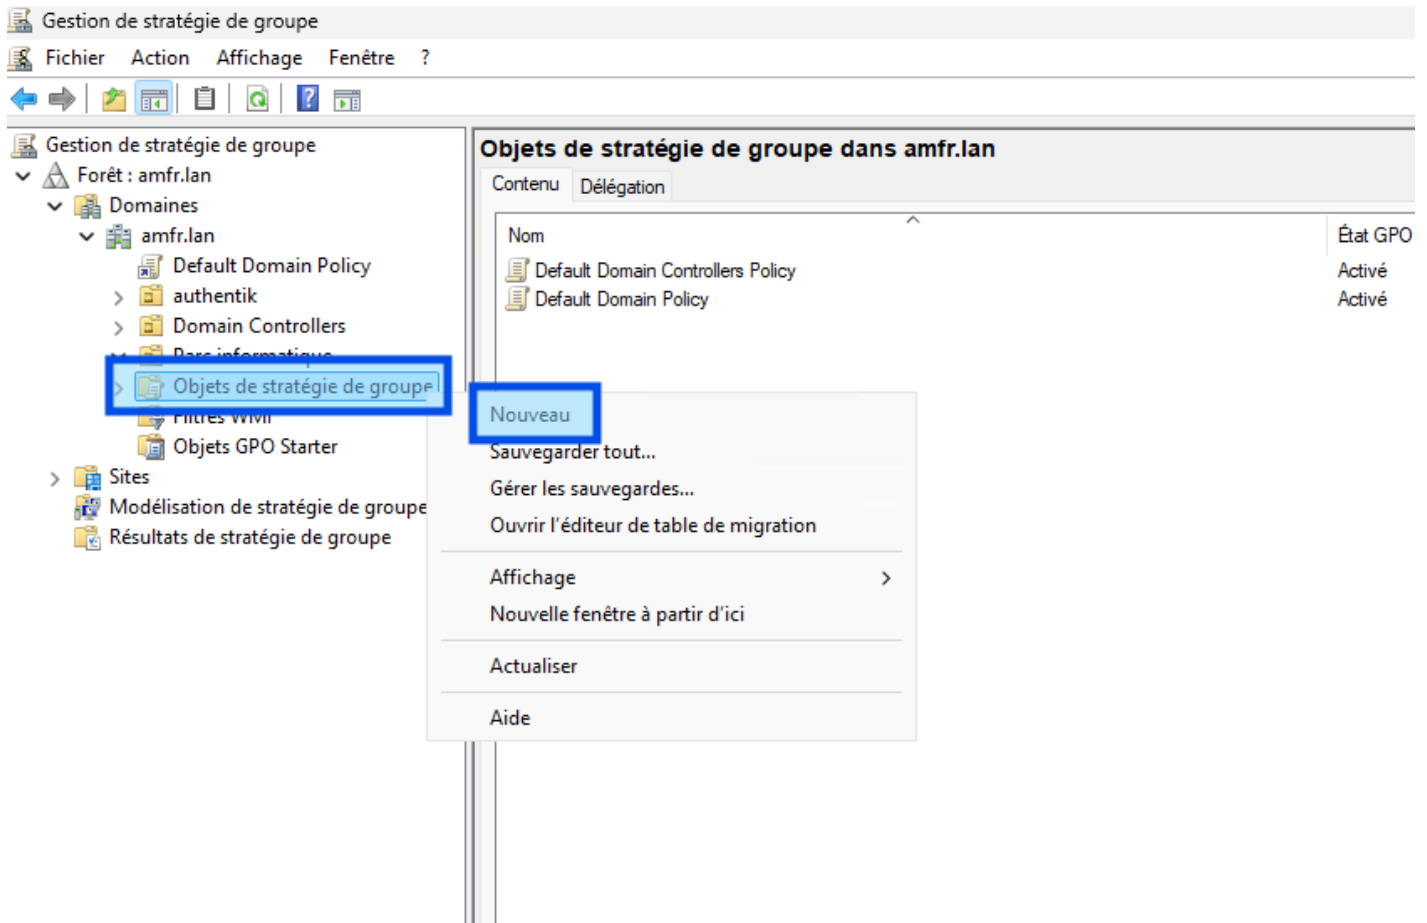 Gestion de stratégie de groupe
Fichier Action Affichage Fenêtre ?
Gestion de stratégie de groupe
Forêt : amfr.lan
Domaines
amfr.lan
Default Domain Policy
authentik
Domain Controllers
Parc informatique
Objets de stratégie de groupe
Filtres WMI
Objets GPO Starter
Sites
Modélisation de stratégie de groupe
Résultats de stratégie de groupe
Objets de stratégie de groupe dans amfr.lan
Contenu Délégation
Nom État GPO
Default Domain Controllers Policy Activé
Default Domain Policy Activé
Nouveau
Sauvegarder tout...
Gérer les sauvegardes...
Ouvrir l'éditeur de table de migration
Affichage
Nouvelle fenêtre à partir d'ici
Actualiser
Aide